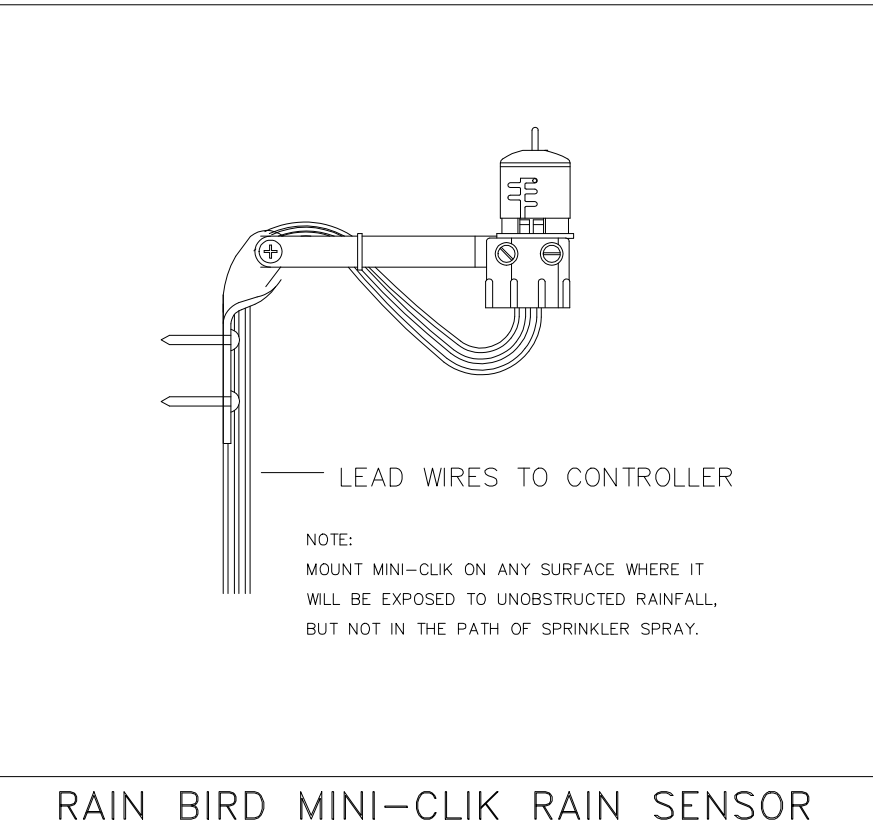 LEAD WIRES TO CONTROLLER
NOTE:
MOUNT MINI-CLIK ON ANY SURFACE WHERE IT
WILL BE EXPOSED TO UNOBSTRUCTED RAINFALL,
BUT NOT IN THE PATH OF SPRINKLER SPRAY.
RAIN BIRD MINI-CLIK RAIN SENSOR